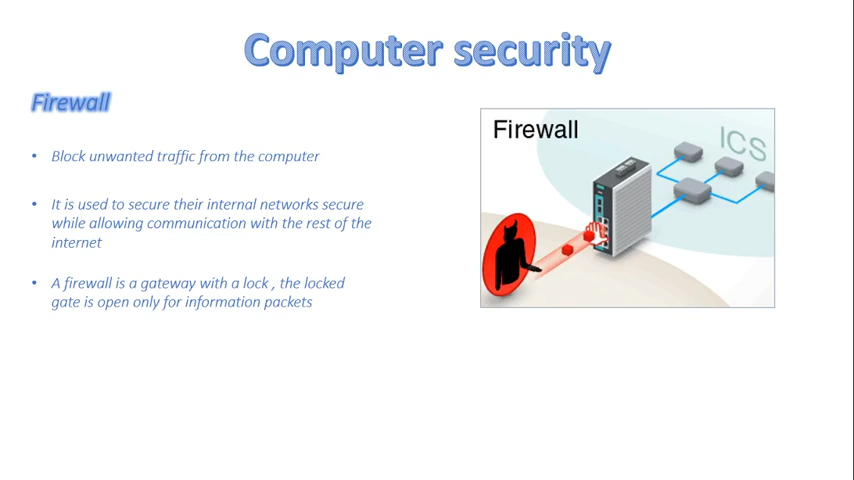 Computer security
Firewall
• Block unwanted traffic from the computer
• It is used to secure their internal networks secure
while allowing communication with the rest of the
internet
• A firewall is a gateway with a lock , the locked
gate is open only for information packets
Firewall
ICS